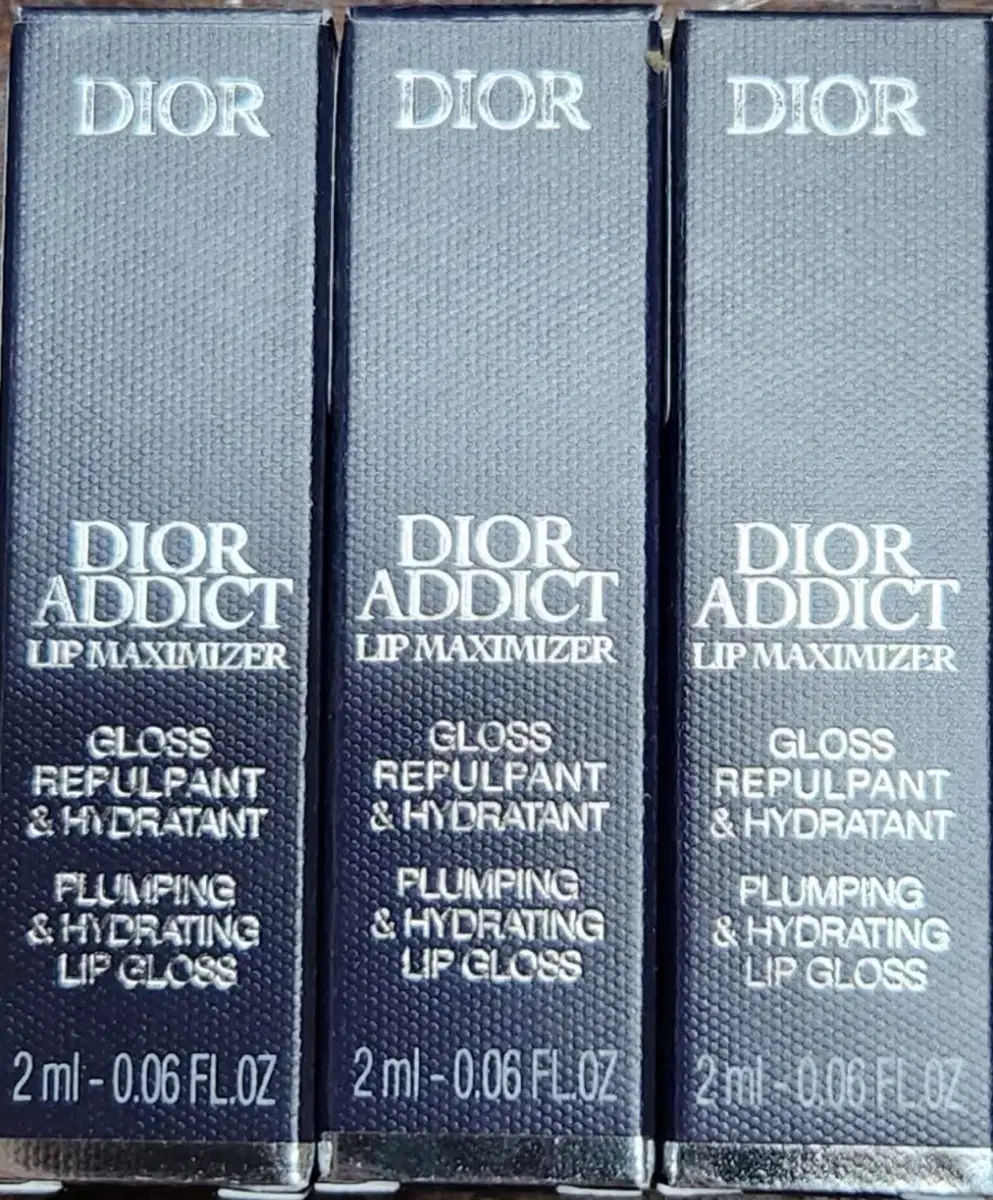 DIOR
DIOR
ADDICT
LIP MAXIMIZER
GLOSS
REPULPANT
& HYDRATANT
PLUMPING
& HYDRATING
LIP GLOSS
2 ml - 0.06 FL.OZ
DIOR
DIOR
ADDICT
LIP MAXIMIZER
GLOSS
REPULPANT
& HYDRATANT
PLUMPING
& HYDRATING
LIP GLOSS
2 ml - 0.06 FL.OZ
DIOR
DIOR
ADDICT
LIP MAXIMIZER
GLOSS
REPULPANT
& HYDRATANT
PLUMPING
& HYDRATING
LIP GLOSS
2 ml - 0.06 FL.OZ